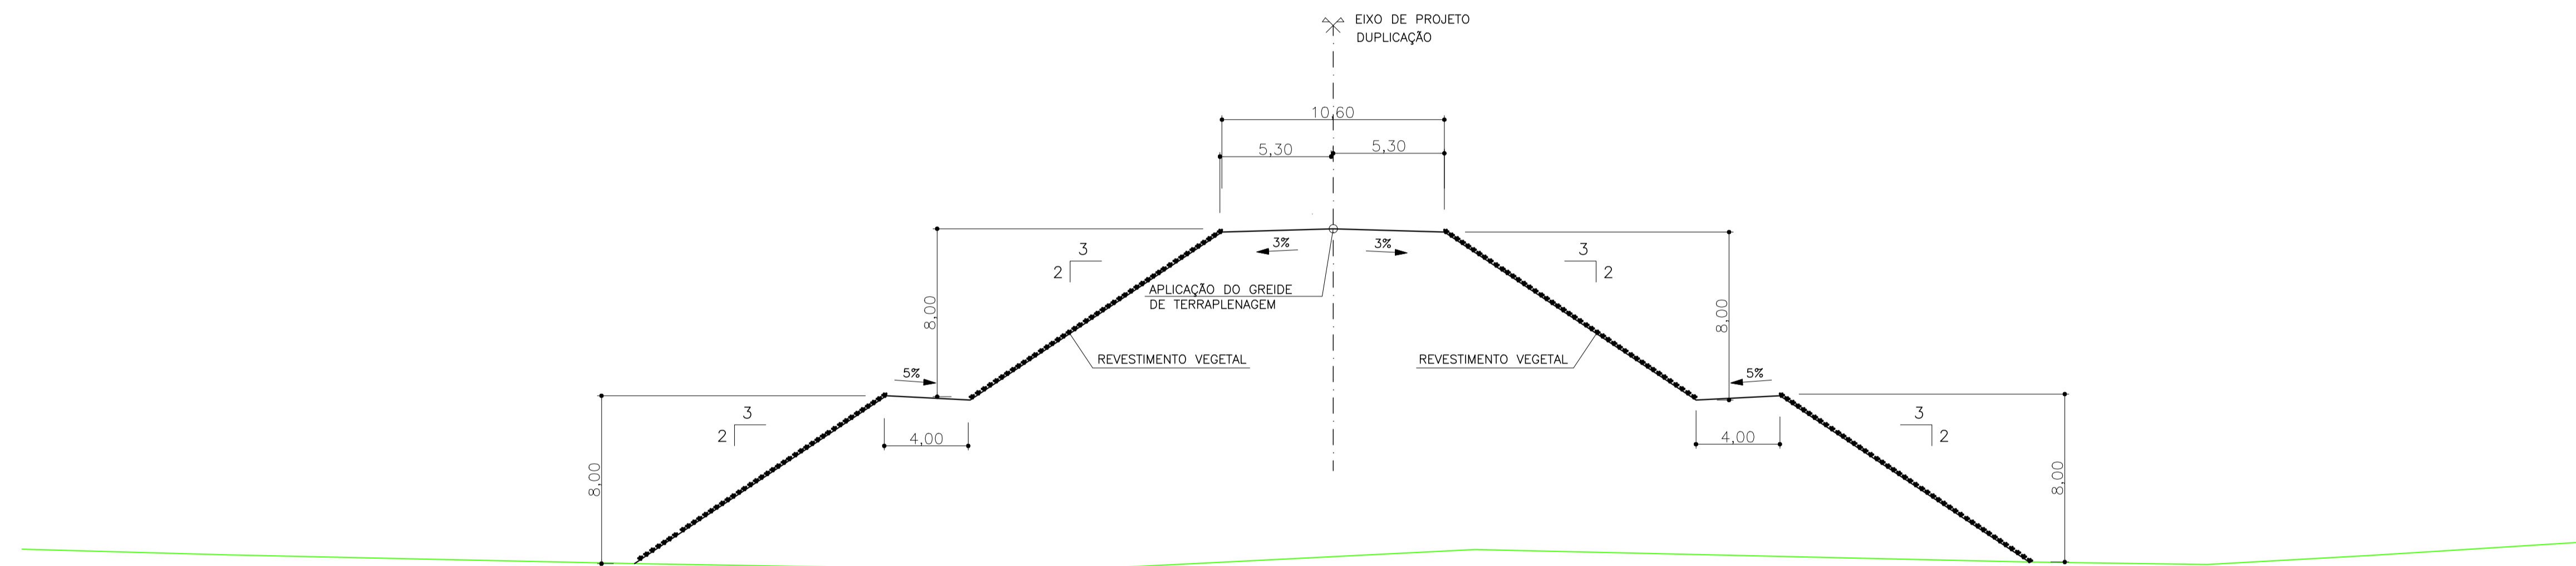 EIXO DE PROJETO
DUPLICAÇÃO
10,60
5,30 5,30
3% 3%
3 3
2 2
APLICAÇÃO DO GREIDE
DE TERRAPLENAGEM
8,00 8,00
REVESTIMENTO VEGETAL REVESTIMENTO VEGETAL
5% 5%
3 3
2 2
4,00 4,00
8,00 8,00